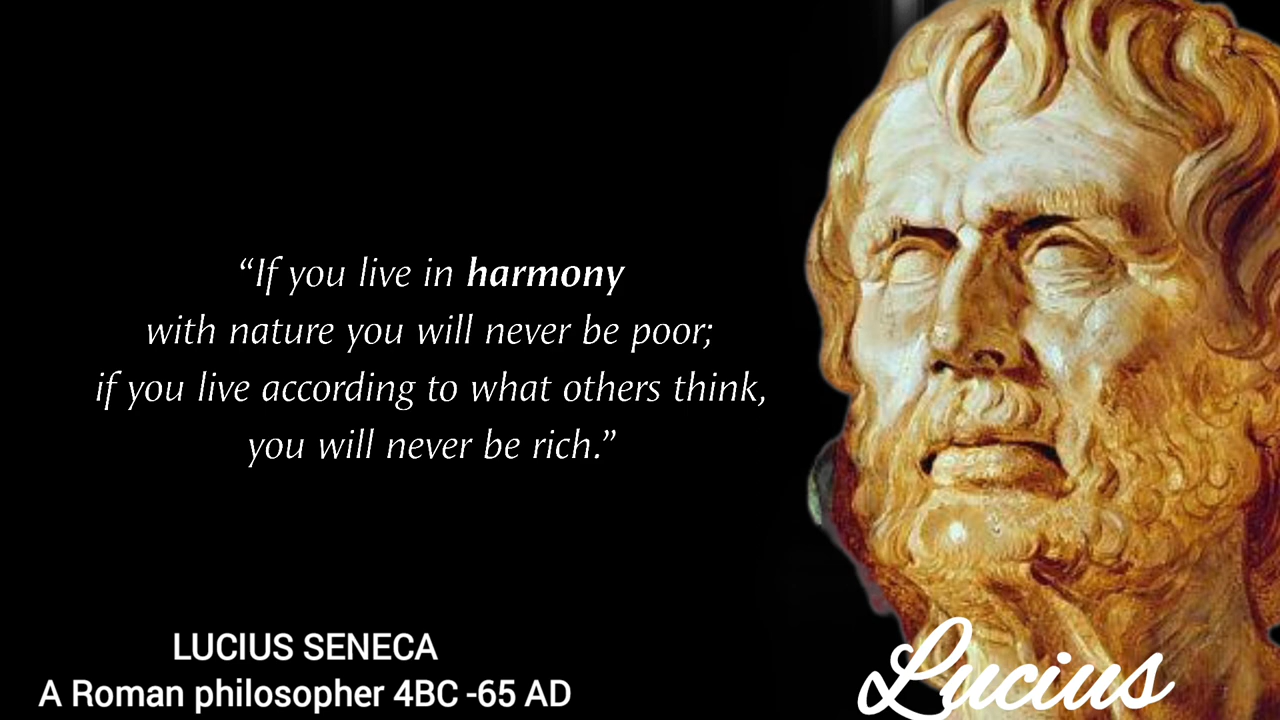 “If you live in harmony
with nature you will never be poor;
if you live according to what others think,
you will never be rich.”
LUCIUS SENECA
A Roman philosopher 4BC -65 AD
Lucius